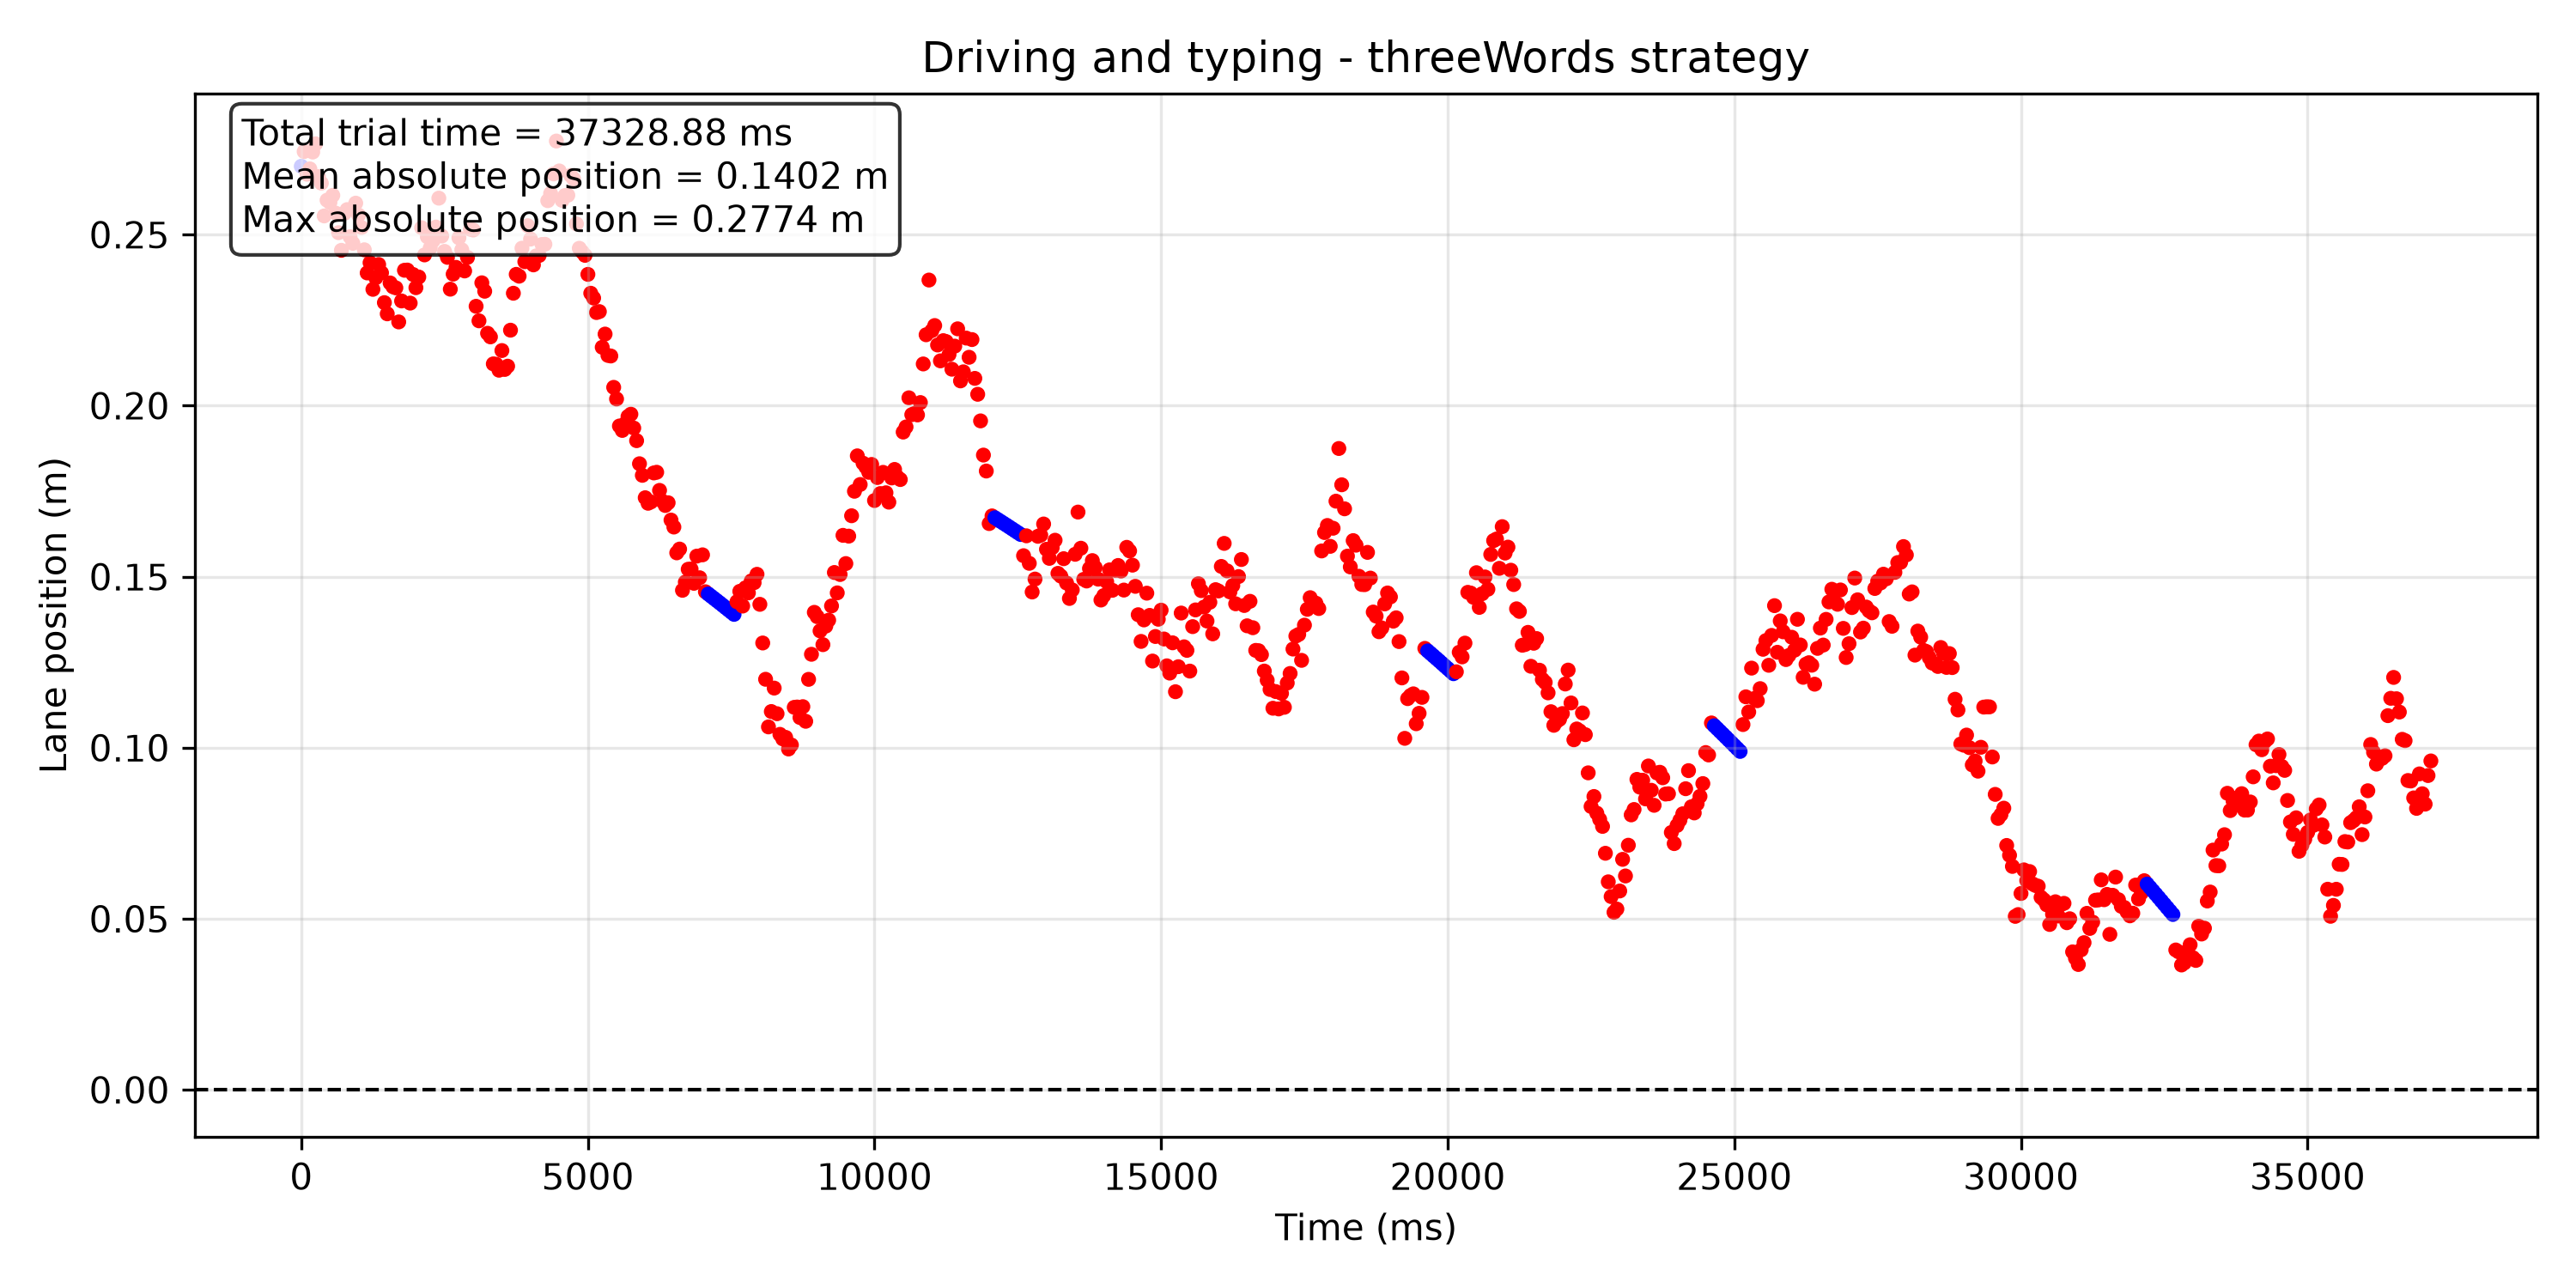 Driving and typing - threeWords strategy
Total trial time = 37328.88 ms
Mean absolute position = 0.1402 m
Max absolute position = 0.2774 m
Lane position (m)
0.25
0.20
0.15
0.10
0.05
0.00
0 5000 10000 15000 20000 25000 30000 35000
Time (ms)